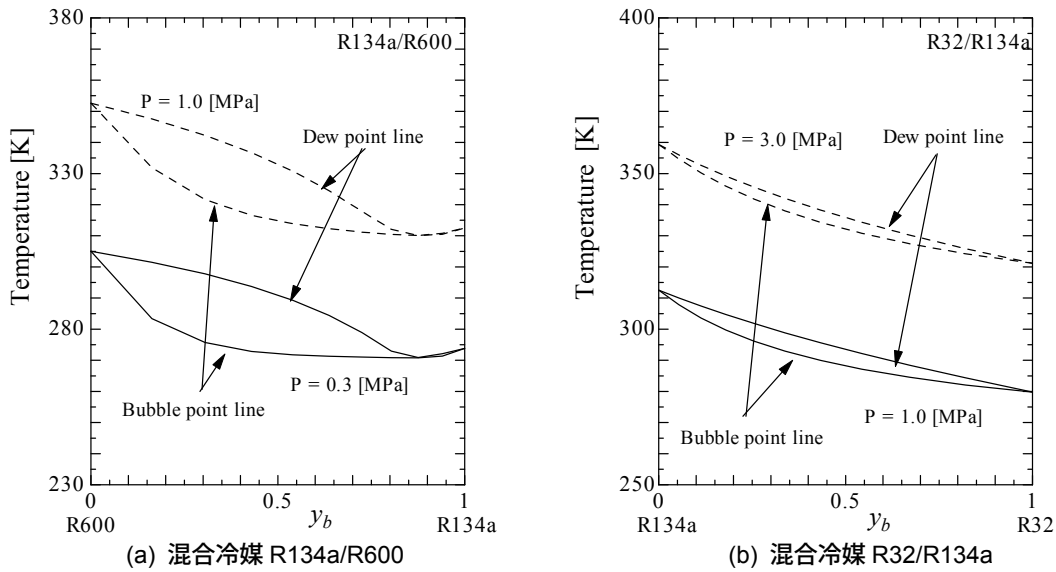 380
R134a/R600
P = 1.0 [MPa]
Dew point line
330
Temperature [K]
280
P = 0.3 [MPa]
Bubble point line
230
0
0.5
1
R600
y_b
R134a
(a) 混合冷媒 R134a/R600
400
R32/R134a
Dew point line
P = 3.0 [MPa]
350
Temperature [K]
300
P = 1.0 [MPa]
Bubble point line
250
0
0.5
1
R134a
y_b
R32
(b) 混合冷媒 R32/R134a